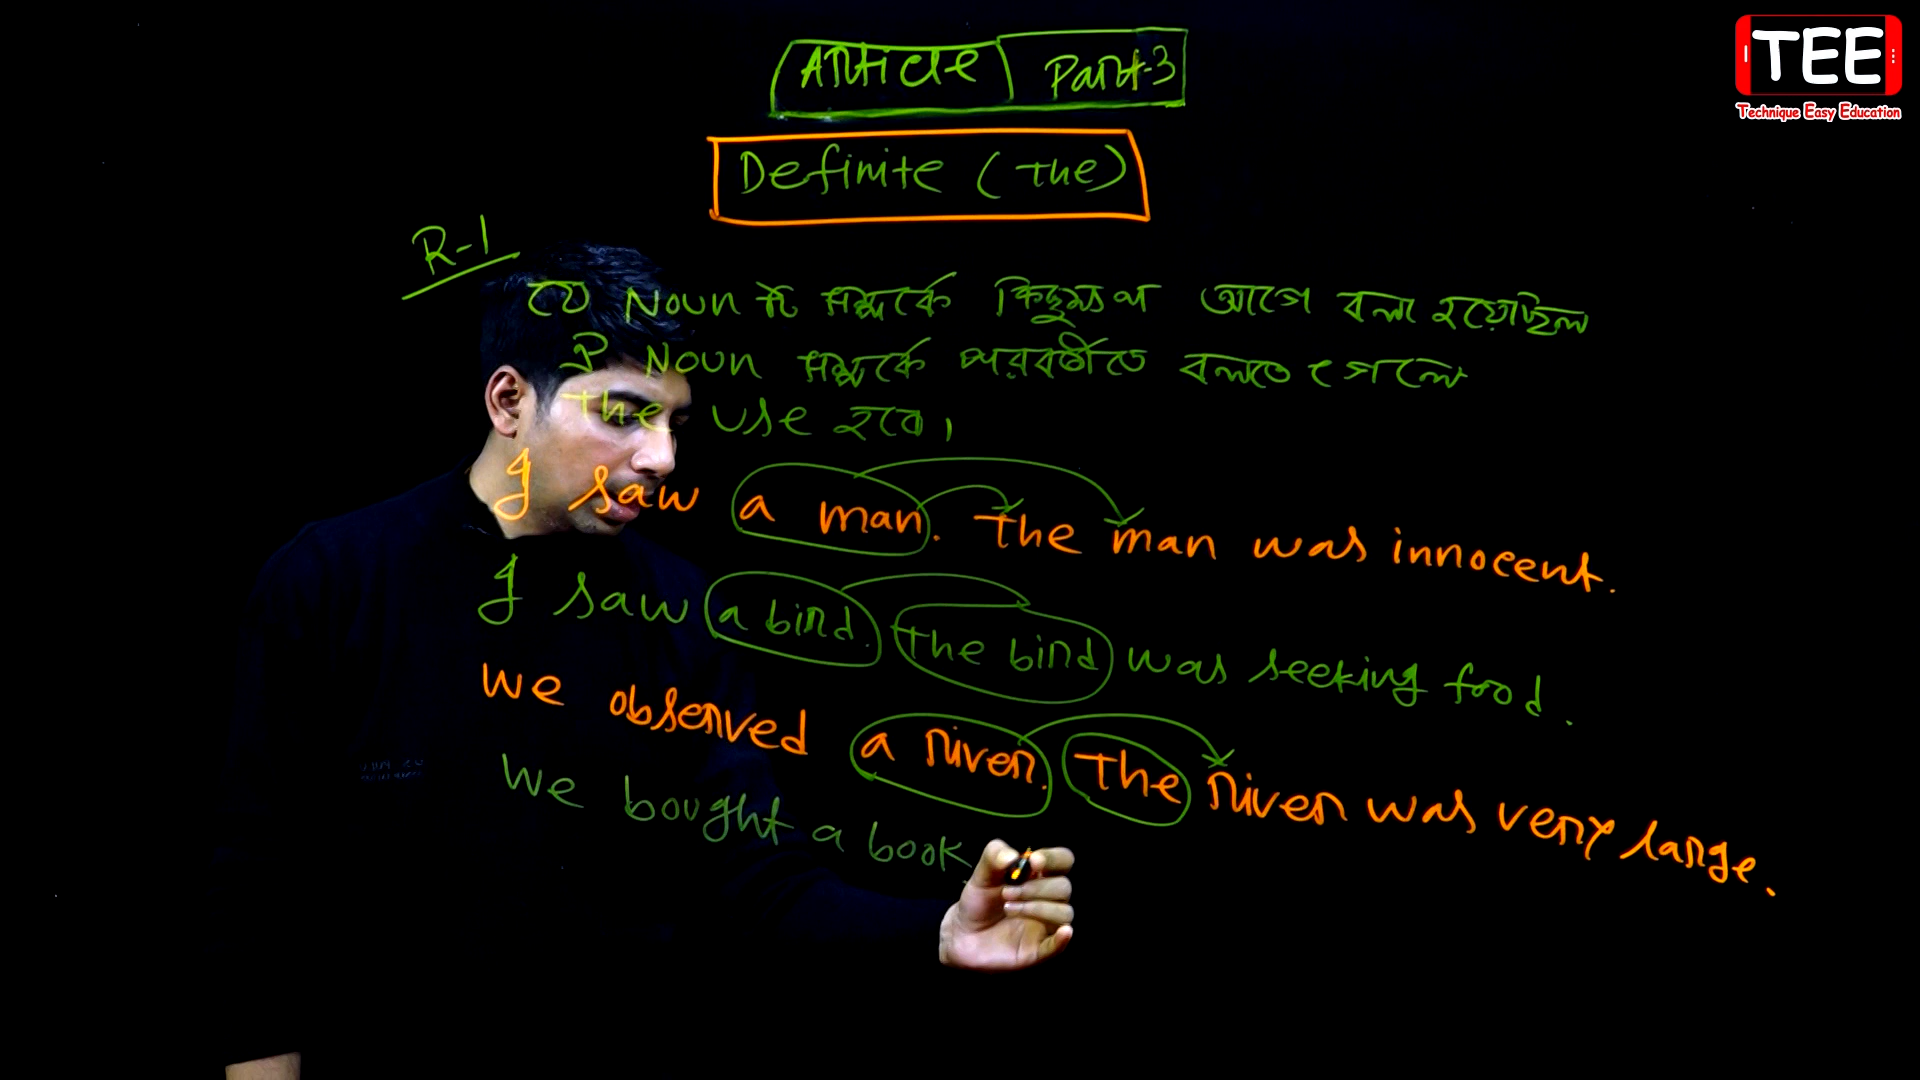 TEE
Technique Easy Education
Article Part-3
Definite (The)
R-1
যে Noun টি সম্পর্কে কিছুক্ষণ আগে বলা হয়েছিল
ঐ Noun সম্পর্কে পরবর্তীতে বলতে গেলে
The use হবে।
I saw a man. The man was innocent.
I saw a bird. The bird was seeking food.
We observed a river. The river was very large.
We bought a book.